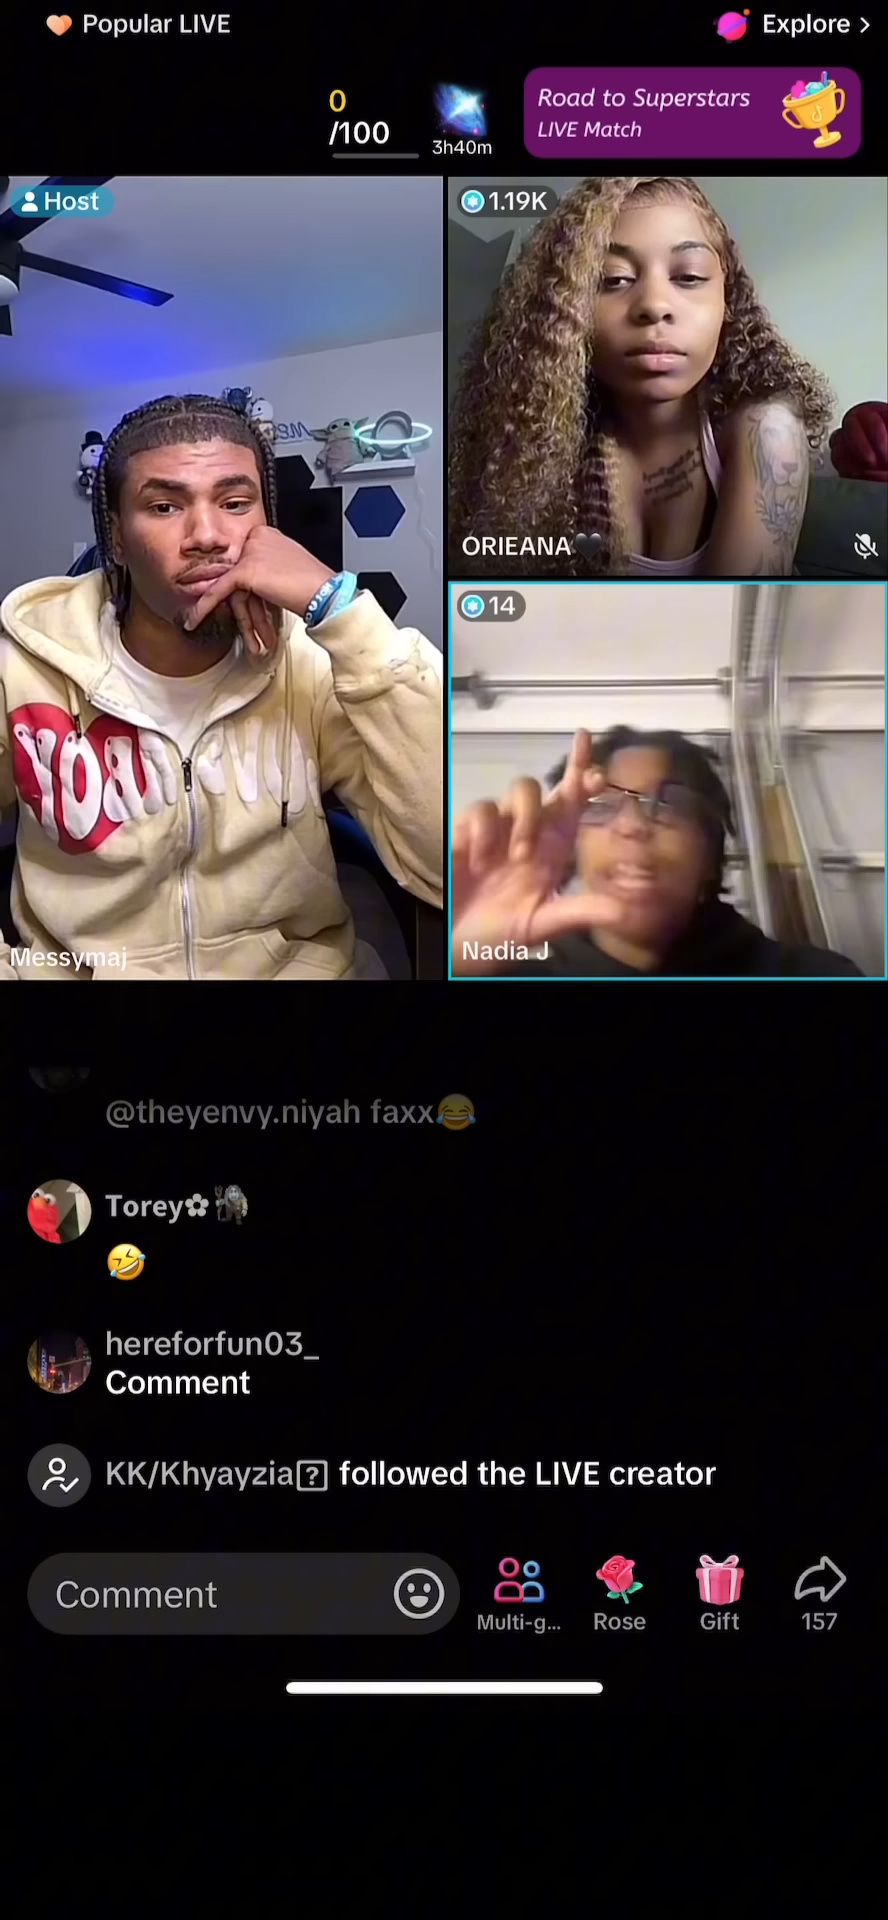 Popular LIVE
Explore >
0
/100
3h40m
Road to Superstars
LIVE Match
Host
1.19K
ORIEANA🖤
14
Messymaj
Nadia J
@theyenvy.niyah faxx😂
Torey✿
🤣
hereforfun03_
Comment
KK/Khyayzia followed the LIVE creator
Comment
Multi-g...
Rose
Gift
157